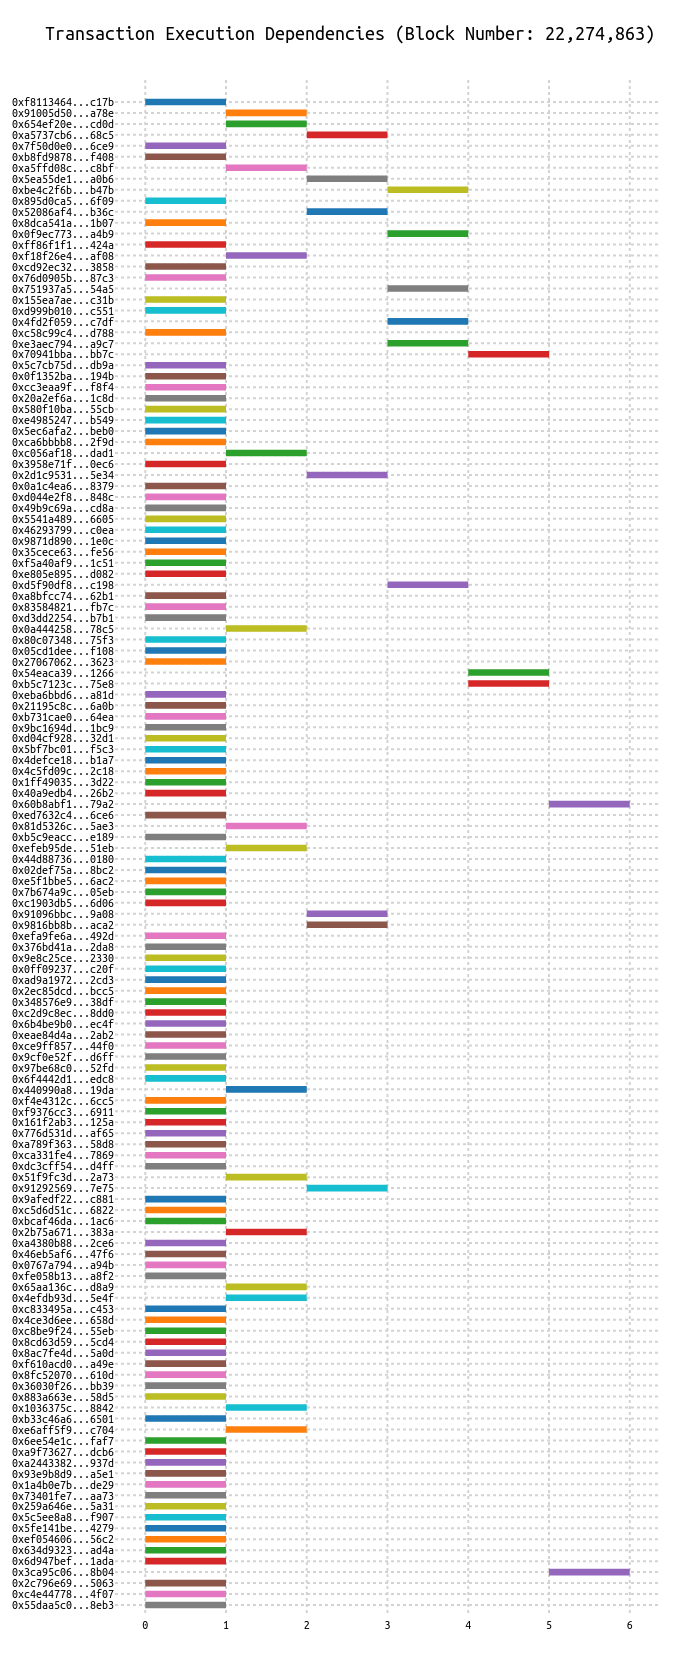 Transaction Execution Dependencies (Block Number: 22,274,863)
0xf8113464...c17b
0x91005d50...a78e
0x654ef20e...cd0d
0xa5737cb6...68c5
0x7f50d0e0...6ce9
0xb8fd9878...f408
0xa5ffd08c...c8bf
0x5ea55de1...a0b6
0xbe4c2f6b...b47b
0x895d0ca5...6f09
0x52086af4...b36c
0x8dca541a...1b07
0x0f9ec773...a4b9
0xff86f1f1...424a
0xf18f26e4...af08
0xcd92ec32...3858
0x76d0905b...87c3
0x751937a5...54a5
0x155ea7ae...c31b
0xd999b010...c551
0x4fd2f059...c7df
0xc58c99c4...d788
0xe3aec794...a9c7
0x70941bba...bb7c
0x5c7cb75d...db9a
0x0f1352ba...194b
0xcc3eaa9f...f8f4
0x20a2ef6a...1c8d
0x580f10ba...55cb
0xe4985247...b549
0x5ec6afa2...beb0
0xca6bbbb8...2f9d
0xc056af18...dad1
0x3958e71f...0ec6
0x2d1c9531...5e34
0x0a1c4ea6...8379
0xd044e2f8...848c
0x49b9c69a...cd8a
0x5541a489...6605
0x46293799...c0ea
0x9871d890...1e0c
0x35cece63...fe56
0xf5a40af9...1c51
0xe805e895...d082
0xd5f90df8...c198
0xa8bfcc74...62b1
0x83584821...fb7c
0xd3dd2254...b7b1
0x0a444258...78c5
0x80c07348...75f3
0x05cd1dee...f108
0x27067062...3623
0x54eaca39...1266
0xb5c7123c...75e8
0xeba6bbd6...a81d
0x21195c8c...6a0b
0xb731cae0...64ea
0x9bc1694d...1bc9
0xd04cf928...32d1
0x5bf7bc01...f5c3
0x4defce18...b1a7
0x4c5fd09c...2c18
0x1ff49035...3d22
0x40a9edb4...26b2
0x60b8abf1...79a2
0xed7632c4...6ce6
0x81d5326c...5ae3
0xb5c9eacc...e189
0xefeb95de...51eb
0x44d88736...0180
0x02def75a...8bc2
0xe5f1bbe5...6ac2
0x7b674a9c...05eb
0xc1903db5...6d06
0x91096bbc...9a08
0x9816bb8b...aca2
0xefa9fe6a...492d
0x376bd41a...2da8
0x9e8c25ce...2330
0x0ff09237...c20f
0xad9a1972...2cd3
0x2ec85dcd...bcc5
0x348576e9...38df
0xc2d9c8ec...8dd0
0x6b4be9b0...ec4f
0xeae84d4a...2ab2
0xce9ff857...44f0
0x9cf0e52f...d6ff
0x97be68c0...52fd
0x6f4442d1...edc8
0x440990a8...19da
0xf4e4312c...6cc5
0xf9376cc3...6911
0x161f2ab3...125a
0x776d531d...af65
0xa789f363...58d8
0xca331fe4...7869
0xdc3cff54...d4ff
0x51f9fc3d...2a73
0x91292569...7e75
0x9afedf22...c881
0xc5d6d51c...6822
0xbcaf46da...1ac6
0x2b75a671...383a
0xa4380b88...2ce6
0x46eb5af6...47f6
0x0767a794...a94b
0xfe058b13...a8f2
0x65aa136c...d8a9
0x4efdb93d...5e4f
0xc833495a...c453
0x4ce3d6ee...658d
0xc8be9f24...55eb
0x8cd63d59...5cd4
0x8ac7fe4d...5a0d
0xf610acd0...a49e
0x8fc52070...610d
0x36030f26...bb39
0x883a663e...58d5
0x1036375c...8842
0xb33c46a6...6501
0xe6aff5f9...c704
0x6ee54e1c...faf7
0xa9f73627...dcb6
0xa2443382...937d
0x93e9b8d9...a5e1
0x1a4b0e7b...de29
0x73401fe7...aa73
0x259a646e...5a31
0x5c5ee8a8...f907
0x5fe141be...4279
0xef054606...56c2
0x634d9323...ad4a
0x6d947bef...1ada
0x3ca95c06...8b04
0x2c796e69...5063
0xc4e44778...4f07
0x55daa5c0...8eb3
0 1 2 3 4 5 6